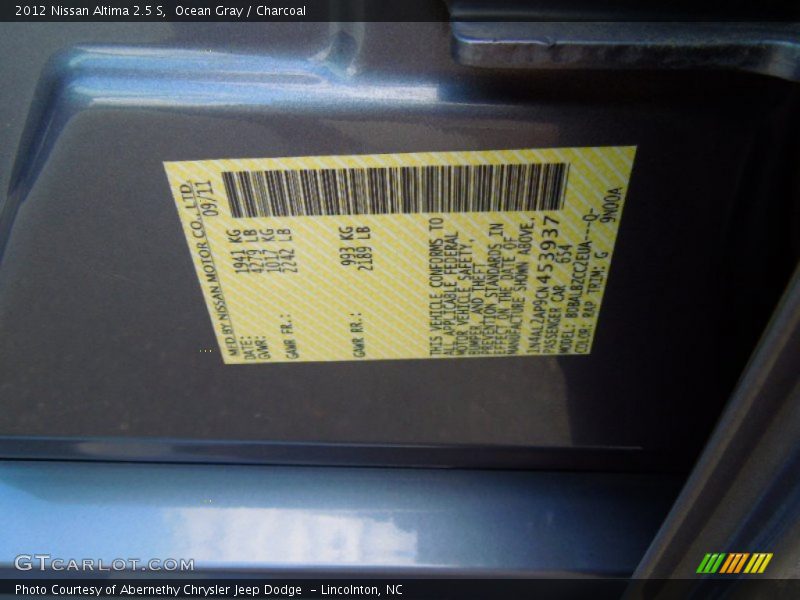 2012 Nissan Altima 2.5 S, Ocean Gray / Charcoal
MFD BY NISSAN MOTOR CO., LTD.
DATE: 09/11
GVWR: 1941 KG
4279 LB
GAWR FR.: 1017 KG
2242 LB
GAWR RR.: 993 KG
2189 LB
THIS VEHICLE CONFORMS TO
ALL APPLICABLE FEDERAL
MOTOR VEHICLE SAFETY,
BUMPER, AND THEFT
PREVENTION STANDARDS IN
EFFECT ON THE DATE OF
MANUFACTURE SHOWN ABOVE.
1N4AL2AP9CC453937
PASSENGER CAR 654
MODEL: BDBALBZCC2EUA---Q-
COLOR: RAP TRIM: G 9N00A
GTCARLOT.COM
Photo Courtesy of Abernethy Chrysler Jeep Dodge - Lincolnton, NC